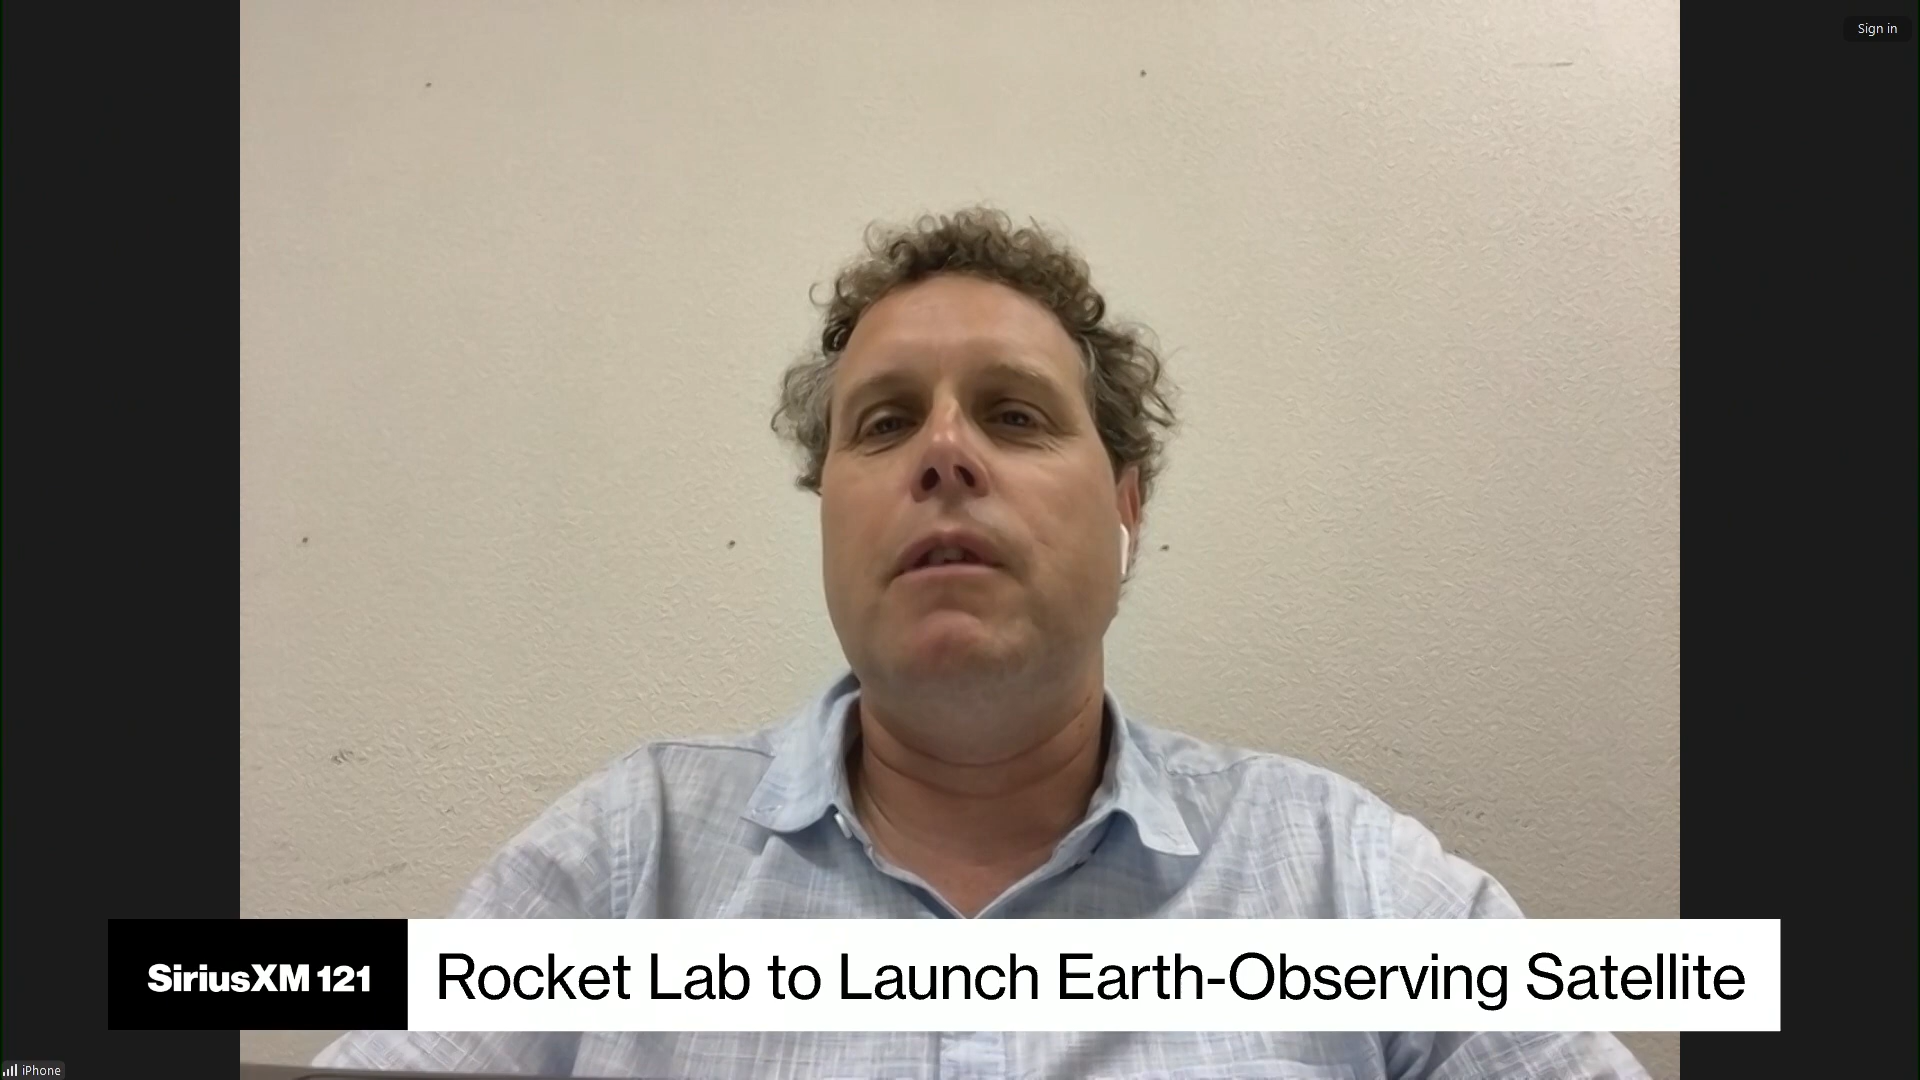 Sign in
SiriusXM 121
Rocket Lab to Launch Earth-Observing Satellite
iPhone